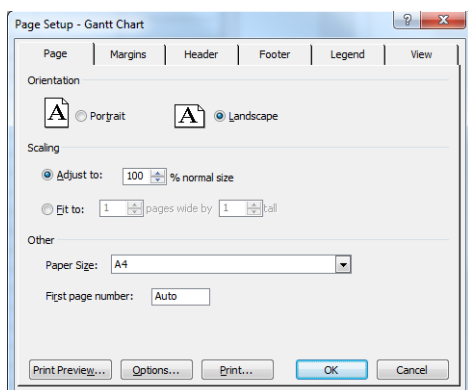 Page Setup - Gantt Chart
Page Margins Header Footer Legend View
Orientation
A Portrait A Landscape
Scaling
Adjust to: 100 % normal size
Fit to: 1 pages wide by 1 tall
Other
Paper Size: A4
First page number: Auto
Print Preview... Options... Print... OK Cancel